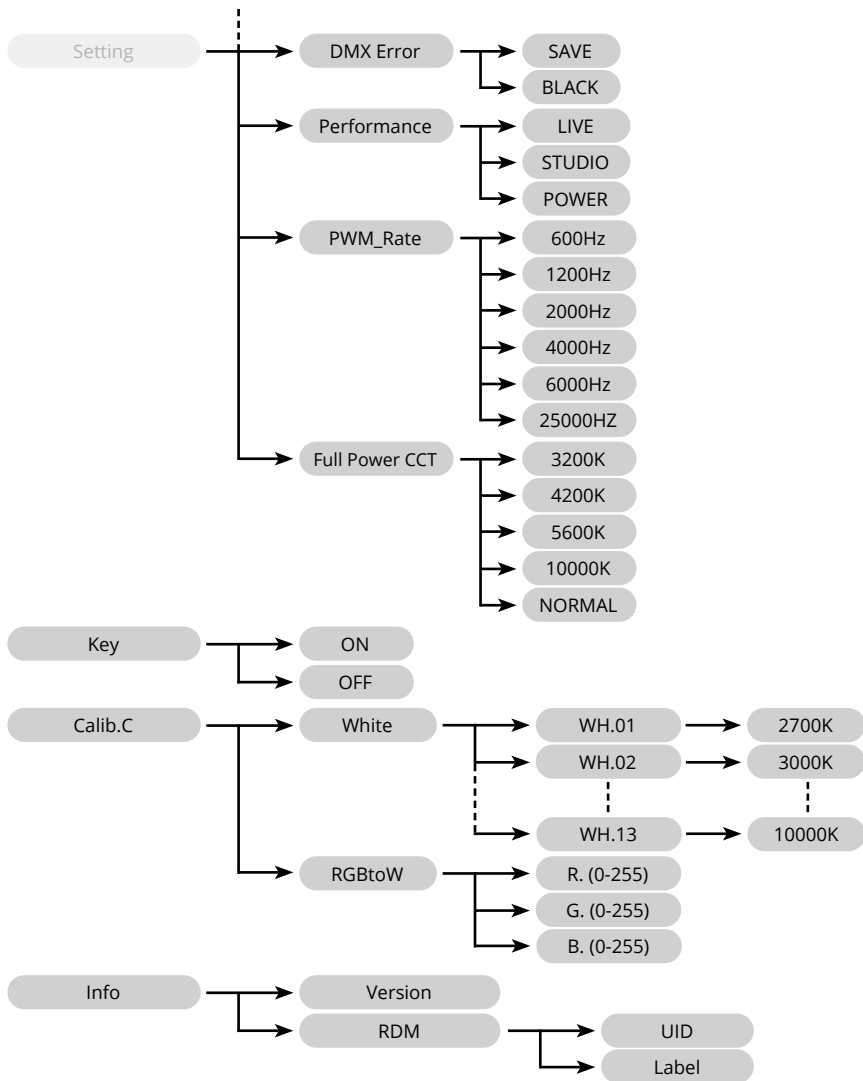 Setting
DMX Error
SAVE
BLACK
Performance
LIVE
STUDIO
POWER
PWM_Rate
600Hz
1200Hz
2000Hz
4000Hz
6000Hz
25000HZ
Full Power CCT
3200K
4200K
5600K
10000K
NORMAL
Key
ON
OFF
Calib.C
White
WH.01
2700K
WH.02
3000K
WH.13
10000K
RGBtoW
R. (0-255)
G. (0-255)
B. (0-255)
Info
Version
RDM
UID
Label